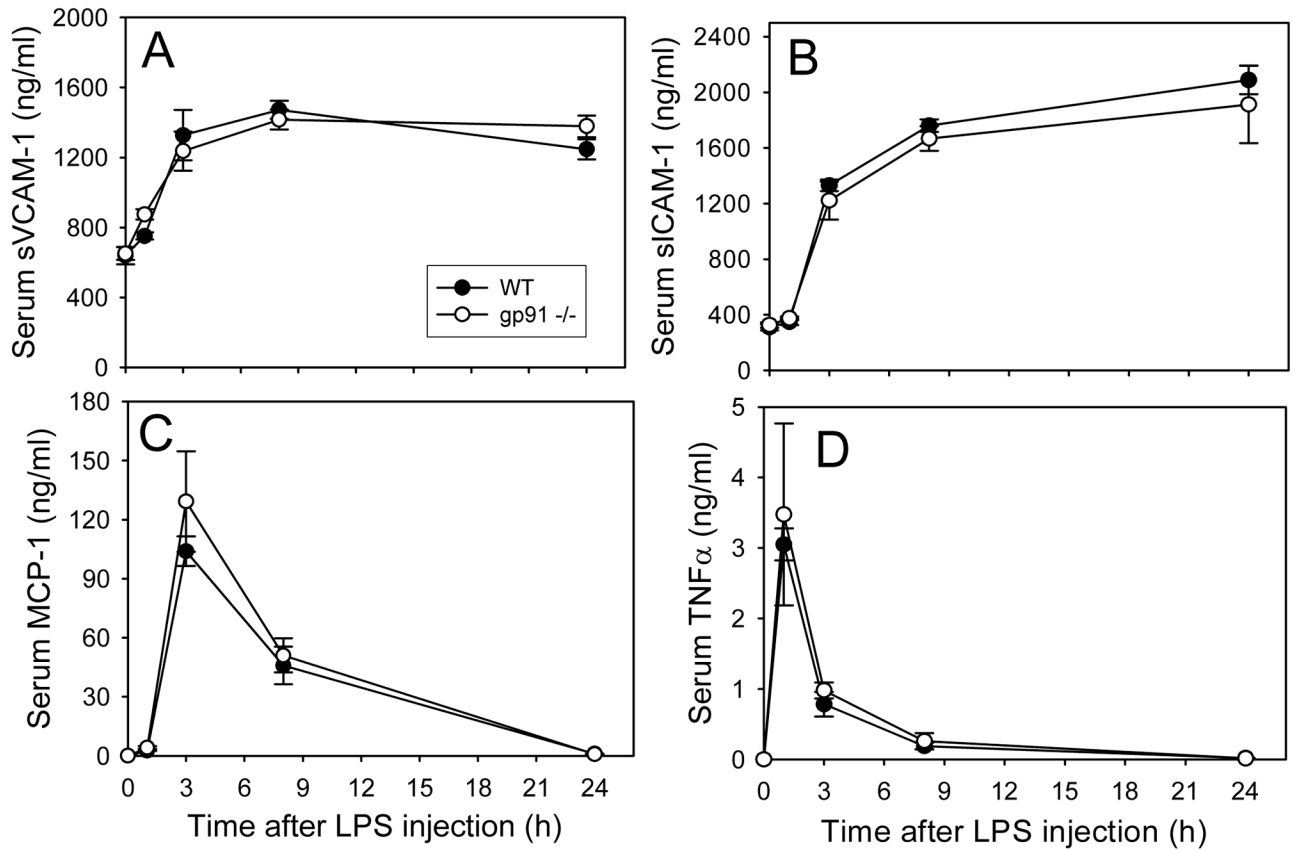 A
Serum sVCAM-1 (ng/ml)
2000
1600
1200
800
400
0
WT
gp91 -/-
B
Serum sICAM-1 (ng/ml)
2400
2000
1600
1200
800
400
0
C
Serum MCP-1 (ng/ml)
180
150
120
90
60
30
0
0 3 6 9 12 15 18 21 24
Time after LPS injection (h)
D
Serum TNFα (ng/ml)
5
4
3
2
1
0
0 3 6 9 12 15 18 21 24
Time after LPS injection (h)